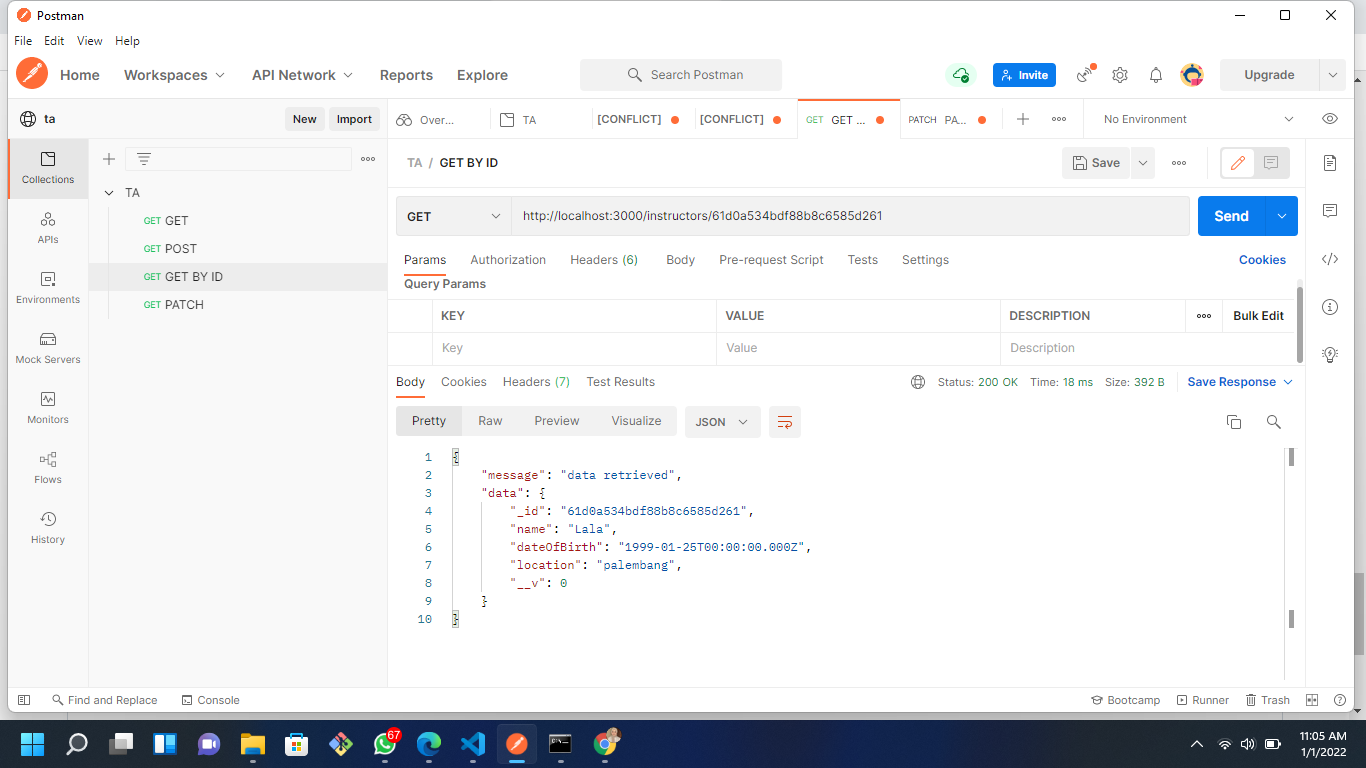 Postman
File Edit View Help
Home Workspaces API Network Reports Explore Search Postman Invite Upgrade
ta New Import Over... TA [CONFLICT] [CONFLICT] GET GET ... PATCH PA... No Environment
Collections
APIs
Environments
Mock Servers
Monitors
Flows
History
TA
GET GET
GET POST
GET GET BY ID
GET PATCH
TA / GET BY ID Save
GET http://localhost:3000/instructors/61d0a534bdf88b8c6585d261 Send
Params Authorization Headers (6) Body Pre-request Script Tests Settings Cookies
Query Params
KEY VALUE DESCRIPTION Bulk Edit
Key Value Description
Body Cookies Headers (7) Test Results Status: 200 OK Time: 18 ms Size: 392 B Save Response
Pretty Raw Preview Visualize JSON
1 {
2 "message": "data retrieved",
3 "data": {
4 "_id": "61d0a534bdf88b8c6585d261",
5 "name": "Lala",
6 "dateOfBirth": "1999-01-25T00:00:00.000Z",
7 "location": "palembang",
8 "__v": 0
9 }
10 }
Find and Replace Console Bootcamp Runner Trash
67
11:05 AM
1/1/2022